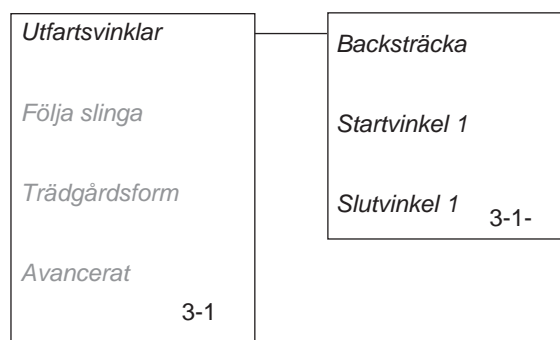 Utfartsvinklar
Följa slinga
Trädgårdsform
Avancerat
3-1
Backsträcka
Startvinkel 1
Slutvinkel 1
3-1-